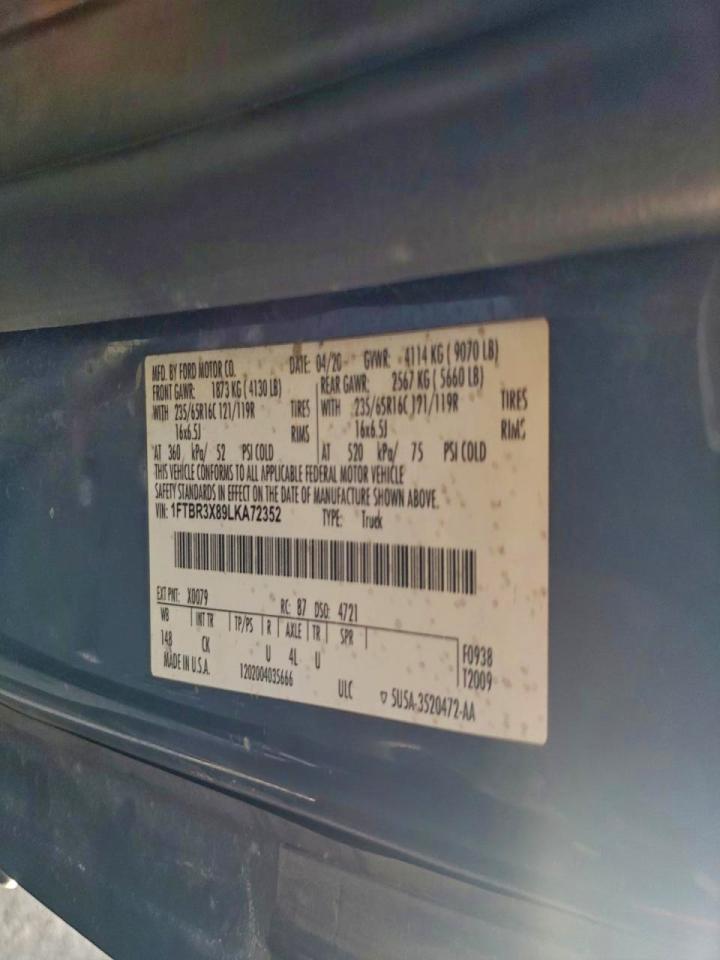 MFD. BY FORD MOTOR CO. DATE: 04/20 GVWR: 4114 KG ( 9070 LB)
FRONT GAWR: 1873 KG ( 4130 LB) REAR GAWR: 2567 KG ( 5660 LB)
WITH 235/65R16C 121/119R TIRES WITH 235/65R16C 121/119R TIRES
16x6.5J RIMS 16x6.5J RIMS
AT 360 kPa/ 52 PSI COLD AT 520 kPa/ 75 PSI COLD
THIS VEHICLE CONFORMS TO ALL APPLICABLE FEDERAL MOTOR VEHICLE
SAFETY STANDARDS IN EFFECT ON THE DATE OF MANUFACTURE SHOWN ABOVE.
VIN: 1FTBR3X89LKA72352 TYPE: Truck
EXT PNT: X0079 RC: 87 DSO: 4721
WB INT TR TP/PS R AXLE TR SPR
148 CK U 4L U F0938
MADE IN U.S.A. 1202004035666 ULC T2009
5U5A-3520472-AA